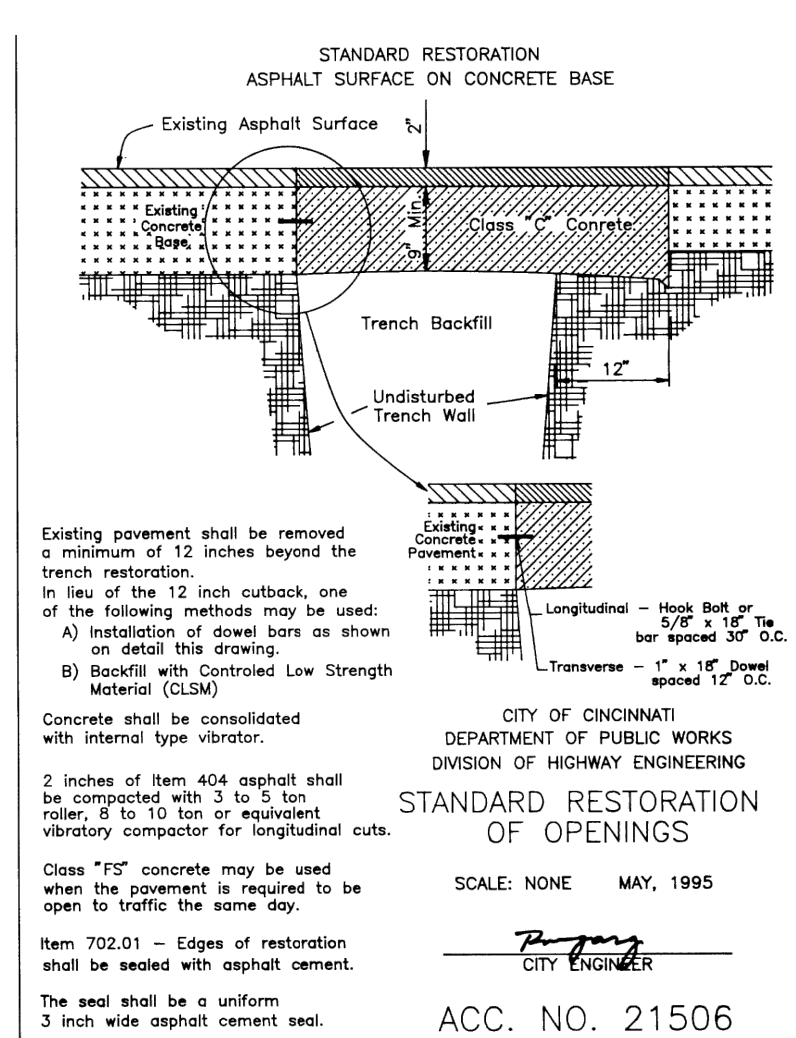 STANDARD RESTORATION
ASPHALT SURFACE ON CONCRETE BASE
Existing Asphalt Surface
2"
Existing
Concrete
Base
9" Min.
Class "C" Conrete
Trench Backfill
12"
Undisturbed
Trench Wall
Existing
Concrete
Pavement
Longitudinal – Hook Bolt or
5/8" x 18" Tie
bar spaced 30" O.C.
Transverse – 1" x 18" Dowel
spaced 12" O.C.
Existing pavement shall be removed
a minimum of 12 inches beyond the
trench restoration.
In lieu of the 12 inch cutback, one
of the following methods may be used:
A) Installation of dowel bars as shown
on detail this drawing.
B) Backfill with Controled Low Strength
Material (CLSM)
Concrete shall be consolidated
with internal type vibrator.
2 inches of Item 404 asphalt shall
be compacted with 3 to 5 ton
roller, 8 to 10 ton or equivalent
vibratory compactor for longitudinal cuts.
Class "FS" concrete may be used
when the pavement is required to be
open to traffic the same day.
Item 702.01 – Edges of restoration
shall be sealed with asphalt cement.
The seal shall be a uniform
3 inch wide asphalt cement seal.
CITY OF CINCINNATI
DEPARTMENT OF PUBLIC WORKS
DIVISION OF HIGHWAY ENGINEERING
STANDARD RESTORATION
OF OPENINGS
SCALE: NONE MAY, 1995
CITY ENGINEER
ACC. NO. 21506